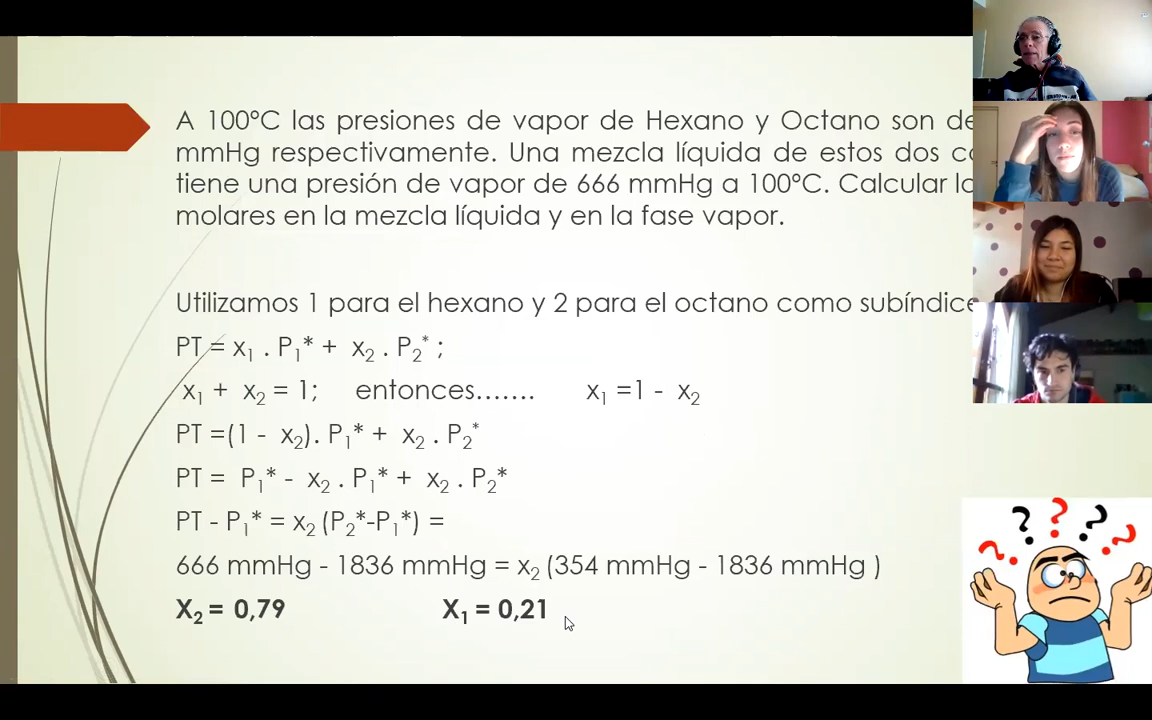 A 100°C las presiones de vapor de Hexano y Octano son de
mmHg respectivamente. Una mezcla líquida de estos dos
tiene una presión de vapor de 666 mmHg a 100°C. Calcular
molares en la mezcla líquida y en la fase vapor.
Utilizamos 1 para el hexano y 2 para el octano como subíndice
PT = x₁ . P₁* + x₂ . P₂* ;
x₁ + x₂ = 1; entonces....... x₁ =1 - x₂
PT =(1 - x₂). P₁* + x₂ . P₂*
PT = P₁* - x₂ . P₁* + x₂ . P₂*
PT - P₁* = x₂ (P₂*-P₁*) =
666 mmHg - 1836 mmHg = x₂ (354 mmHg - 1836 mmHg )
X₂ = 0,79 X₁ = 0,21
? ? ? ? ?